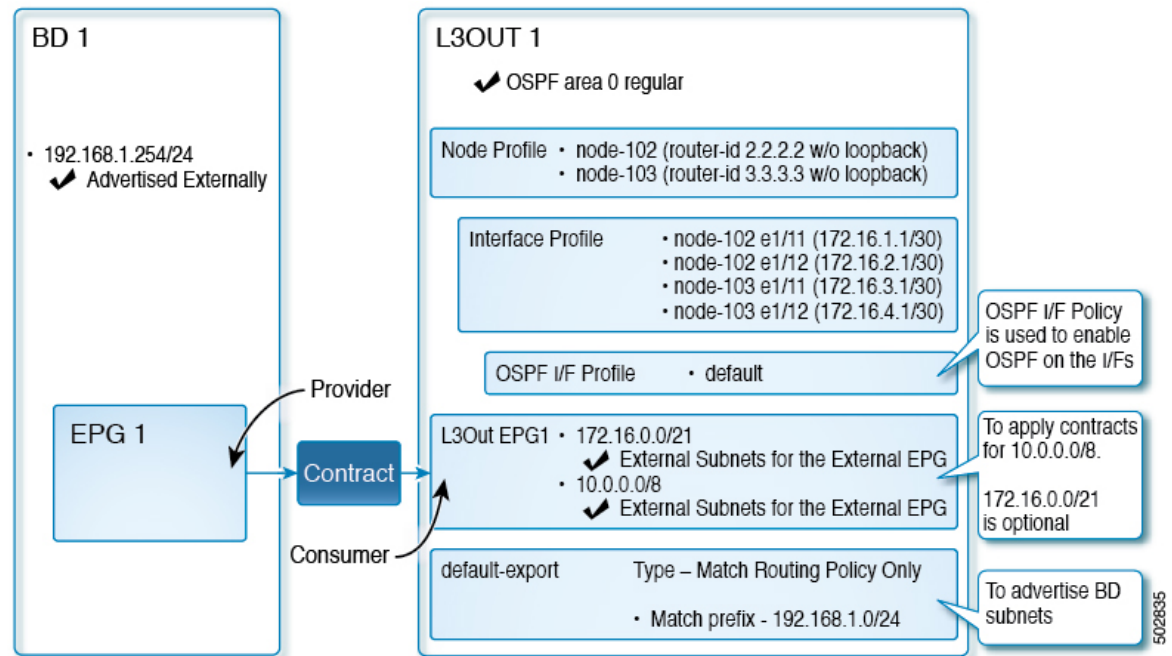 BD 1
• 192.168.1.254/24
✔ Advertised Externally
EPG 1
Provider
Contract
Consumer
L3OUT 1
✔ OSPF area 0 regular
Node Profile • node-102 (router-id 2.2.2.2 w/o loopback)
• node-103 (router-id 3.3.3.3 w/o loopback)
Interface Profile • node-102 e1/11 (172.16.1.1/30)
• node-102 e1/12 (172.16.2.1/30)
• node-103 e1/11 (172.16.3.1/30)
• node-103 e1/12 (172.16.4.1/30)
OSPF I/F Profile • default
OSPF I/F Policy
is used to enable
OSPF on the I/Fs
L3Out EPG1 • 172.16.0.0/21
✔ External Subnets for the External EPG
• 10.0.0.0/8
✔ External Subnets for the External EPG
To apply contracts
for 10.0.0.0/8.
172.16.0.0/21
is optional
default-export Type – Match Routing Policy Only
• Match prefix - 192.168.1.0/24
To advertise BD
subnets
502835